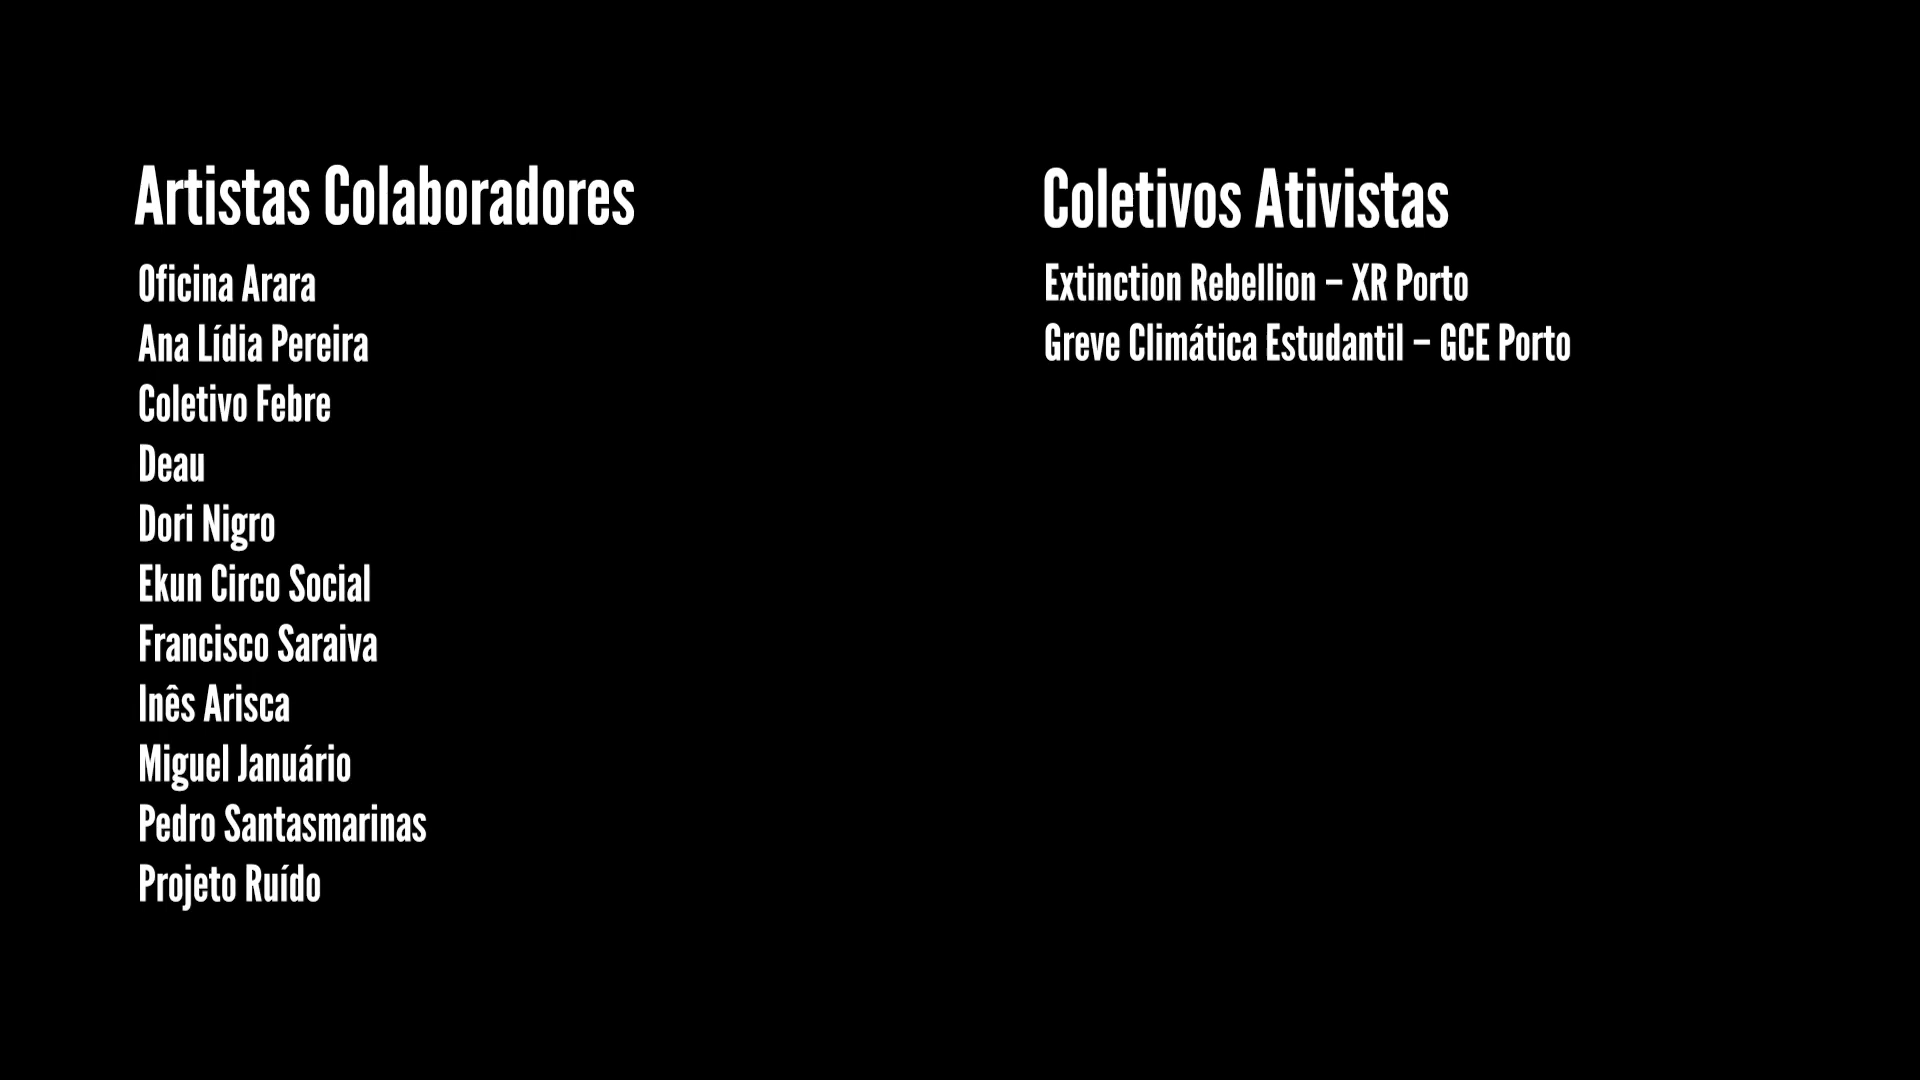 Artistas Colaboradores
Oficina Arara
Ana Lídia Pereira
Coletivo Febre
Deau
Dori Nigro
Ekun Circo Social
Francisco Saraiva
Inês Arisca
Miguel Januário
Pedro Santasmarinas
Projeto Ruído
Coletivos Ativistas
Extinction Rebellion – XR Porto
Greve Climática Estudantil – GCE Porto